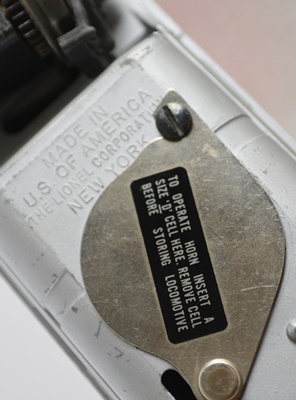 MADE IN
U.S. OF AMERICA
THE LIONEL CORPORATION
NEW YORK
TO OPERATE HORN INSERT A
SIZE 'D' CELL HERE. REMOVE CELL
BEFORE STORING LOCOMOTIVE